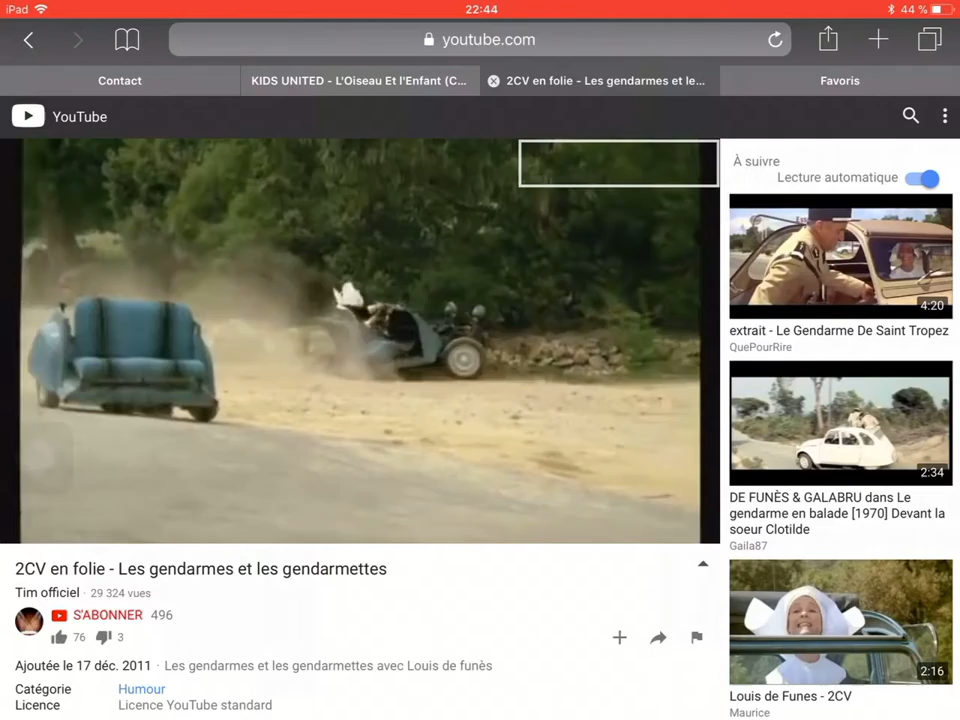 iPad
22:44
44 %
youtube.com
Contact
KIDS UNITED - L'Oiseau Et l'Enfant (C...
2CV en folie - Les gendarmes et le...
Favoris
YouTube
À suivre
Lecture automatique
4:20
extrait - Le Gendarme De Saint Tropez
QuePourRire
2:34
DE FUNÈS & GALABRU dans Le
gendarme en balade [1970] Devant la
soeur Clotilde
Gaila87
2:16
Louis de Funes - 2CV
Maurice
2CV en folie - Les gendarmes et les gendarmettes
Tim officiel · 29 324 vues
S'ABONNER 496
76 3
Ajoutée le 17 déc. 2011 · Les gendarmes et les gendarmettes avec Louis de funès
Catégorie Humour
Licence Licence YouTube standard